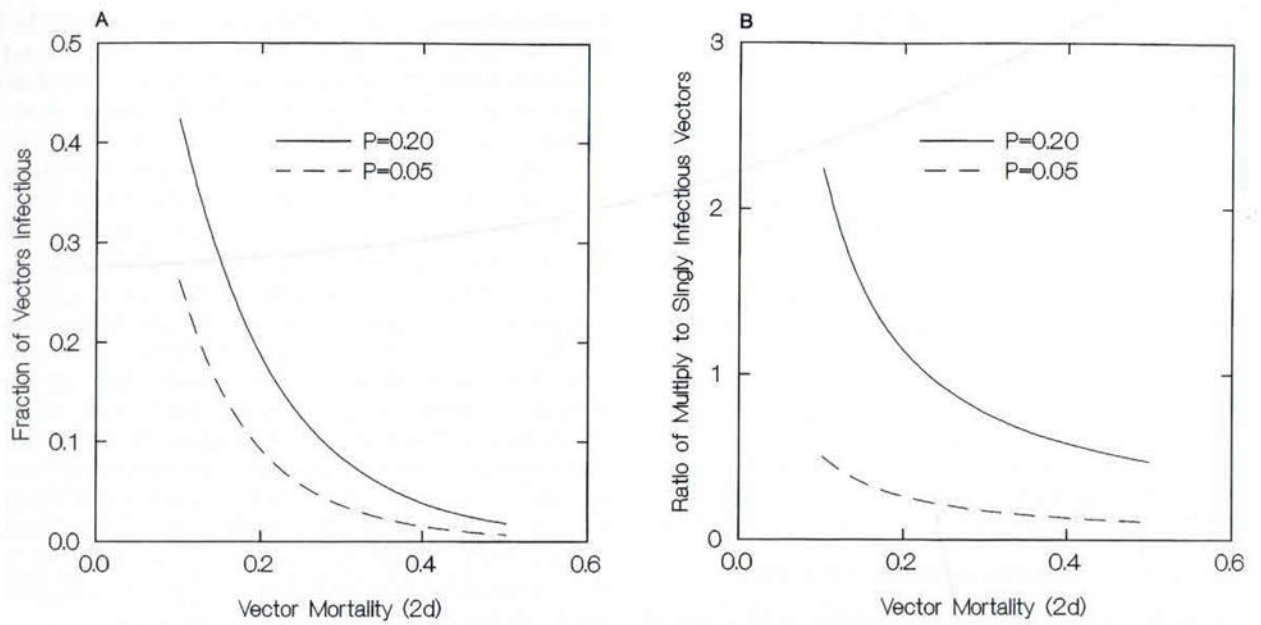 A
Fraction of Vectors Infectious
0.5
0.4
0.3
0.2
0.1
0.0
P=0.20
P=0.05
0.0 0.2 0.4 0.6
Vector Mortality (2d)
B
Ratio of Multiply to Singly Infectious Vectors
3
2
1
0
P=0.20
P=0.05
0.0 0.2 0.4 0.6
Vector Mortality (2d)